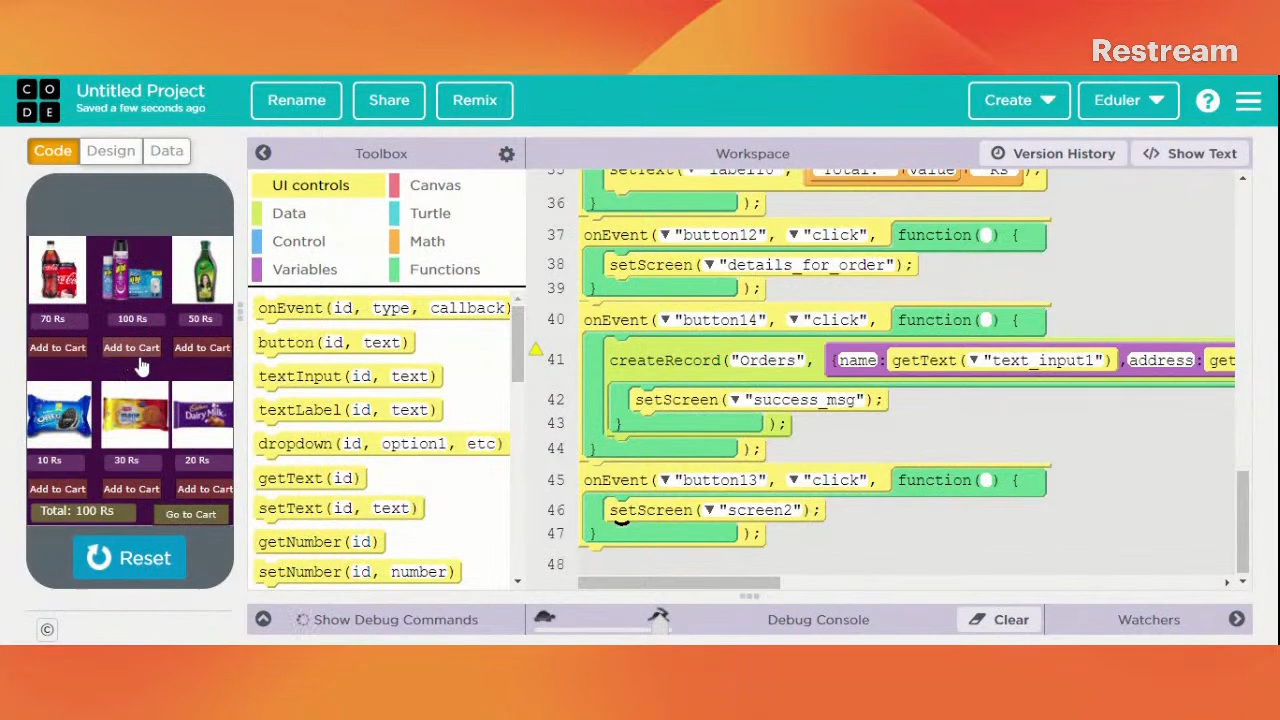 Restream
CODE
Untitled Project
Saved a few seconds ago
Rename
Share
Remix
Create
Eduler
?
Code
Design
Data
Toolbox
Workspace
Version History
</> Show Text
UI controls
Canvas
Data
Turtle
Control
Math
Variables
Functions
onEvent(id, type, callback)
button(id, text)
textInput(id, text)
textLabel(id, text)
dropdown(id, option1, etc)
getText(id)
setText(id, text)
getNumber(id)
setNumber(id, number)
36 } );
37 onEvent( "button12", "click", function( ) {
38 setScreen( "details_for_order");
39 } );
40 onEvent( "button14", "click", function( ) {
41 createRecord("Orders", {name: getText( "text_input1") ,address: get
42 setScreen( "success_msg");
43 } );
44 } );
45 onEvent( "button13", "click", function( ) {
46 setScreen( "screen2");
47 } );
48
70 Rs
100 Rs
50 Rs
Add to Cart
Add to Cart
Add to Cart
OREO
Dairy Milk
10 Rs
30 Rs
20 Rs
Add to Cart
Add to Cart
Add to Cart
Total: 100 Rs
Go to Cart
Reset
©
Show Debug Commands
Debug Console
Clear
Watchers